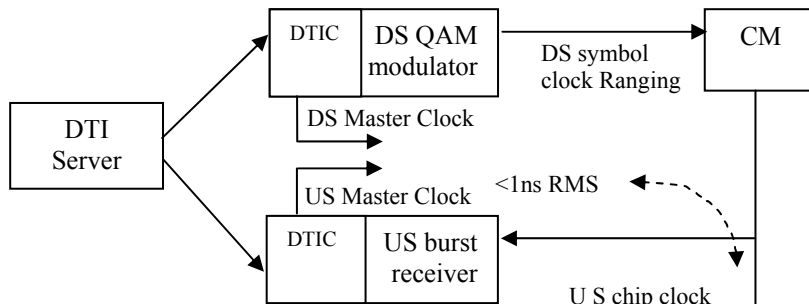 DTIC
DS QAM
modulator
DS symbol
clock Ranging
CM
DTI
Server
DS Master Clock
US Master Clock
<1ns RMS
DTIC
US burst
receiver
U S chip clock